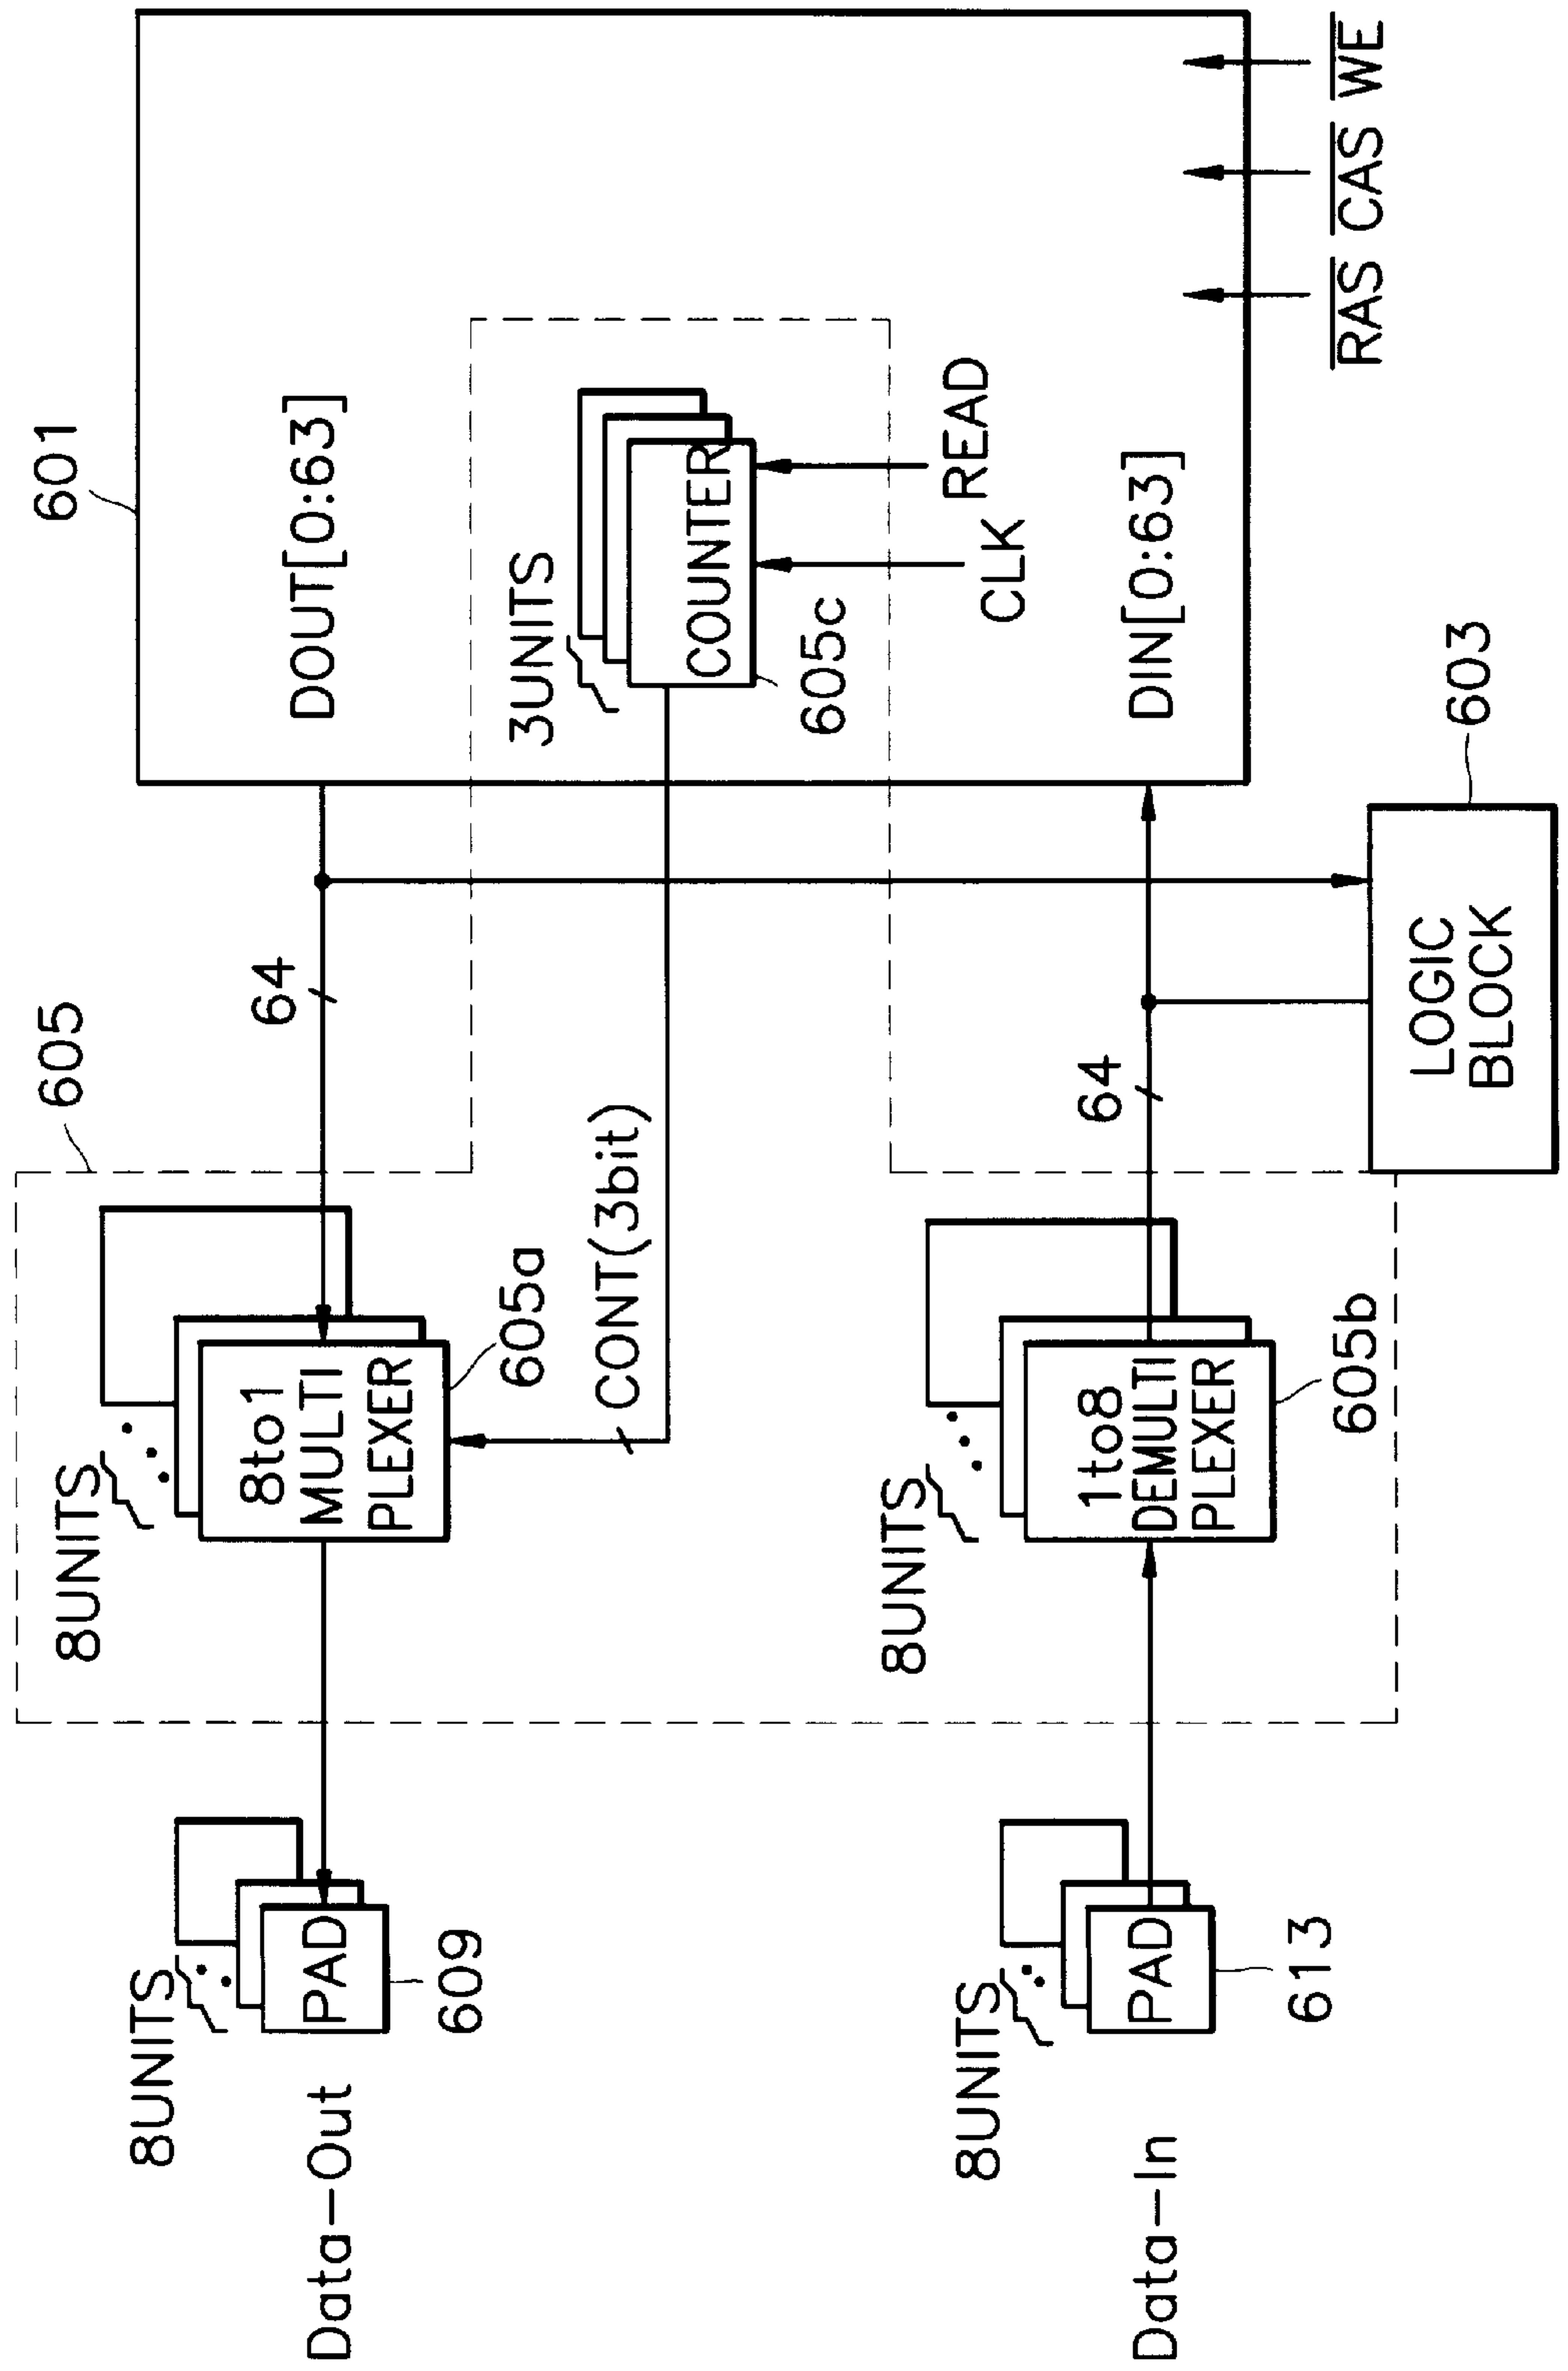 601
DOUT[0:63]
3UNITS
COUNTER
605c
CLK
READ
DIN[0:63]
RAS CAS WE
605
64
64
603
LOGIC
BLOCK
8UNITS
8to1
MULTI
PLEXER
605a
CONT(3bit)
8UNITS
1to8
DEMULTI
PLEXER
605b
8UNITS
PAD
609
Data-Out
8UNITS
PAD
613
Data-In